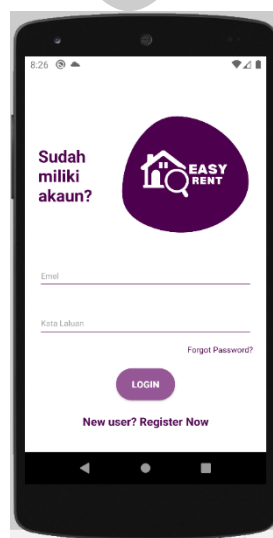 8:26
Sudah
miliki
akaun?
EASY
RENT
Emel
Kata Laluan
Forgot Password?
LOGIN
New user? Register Now